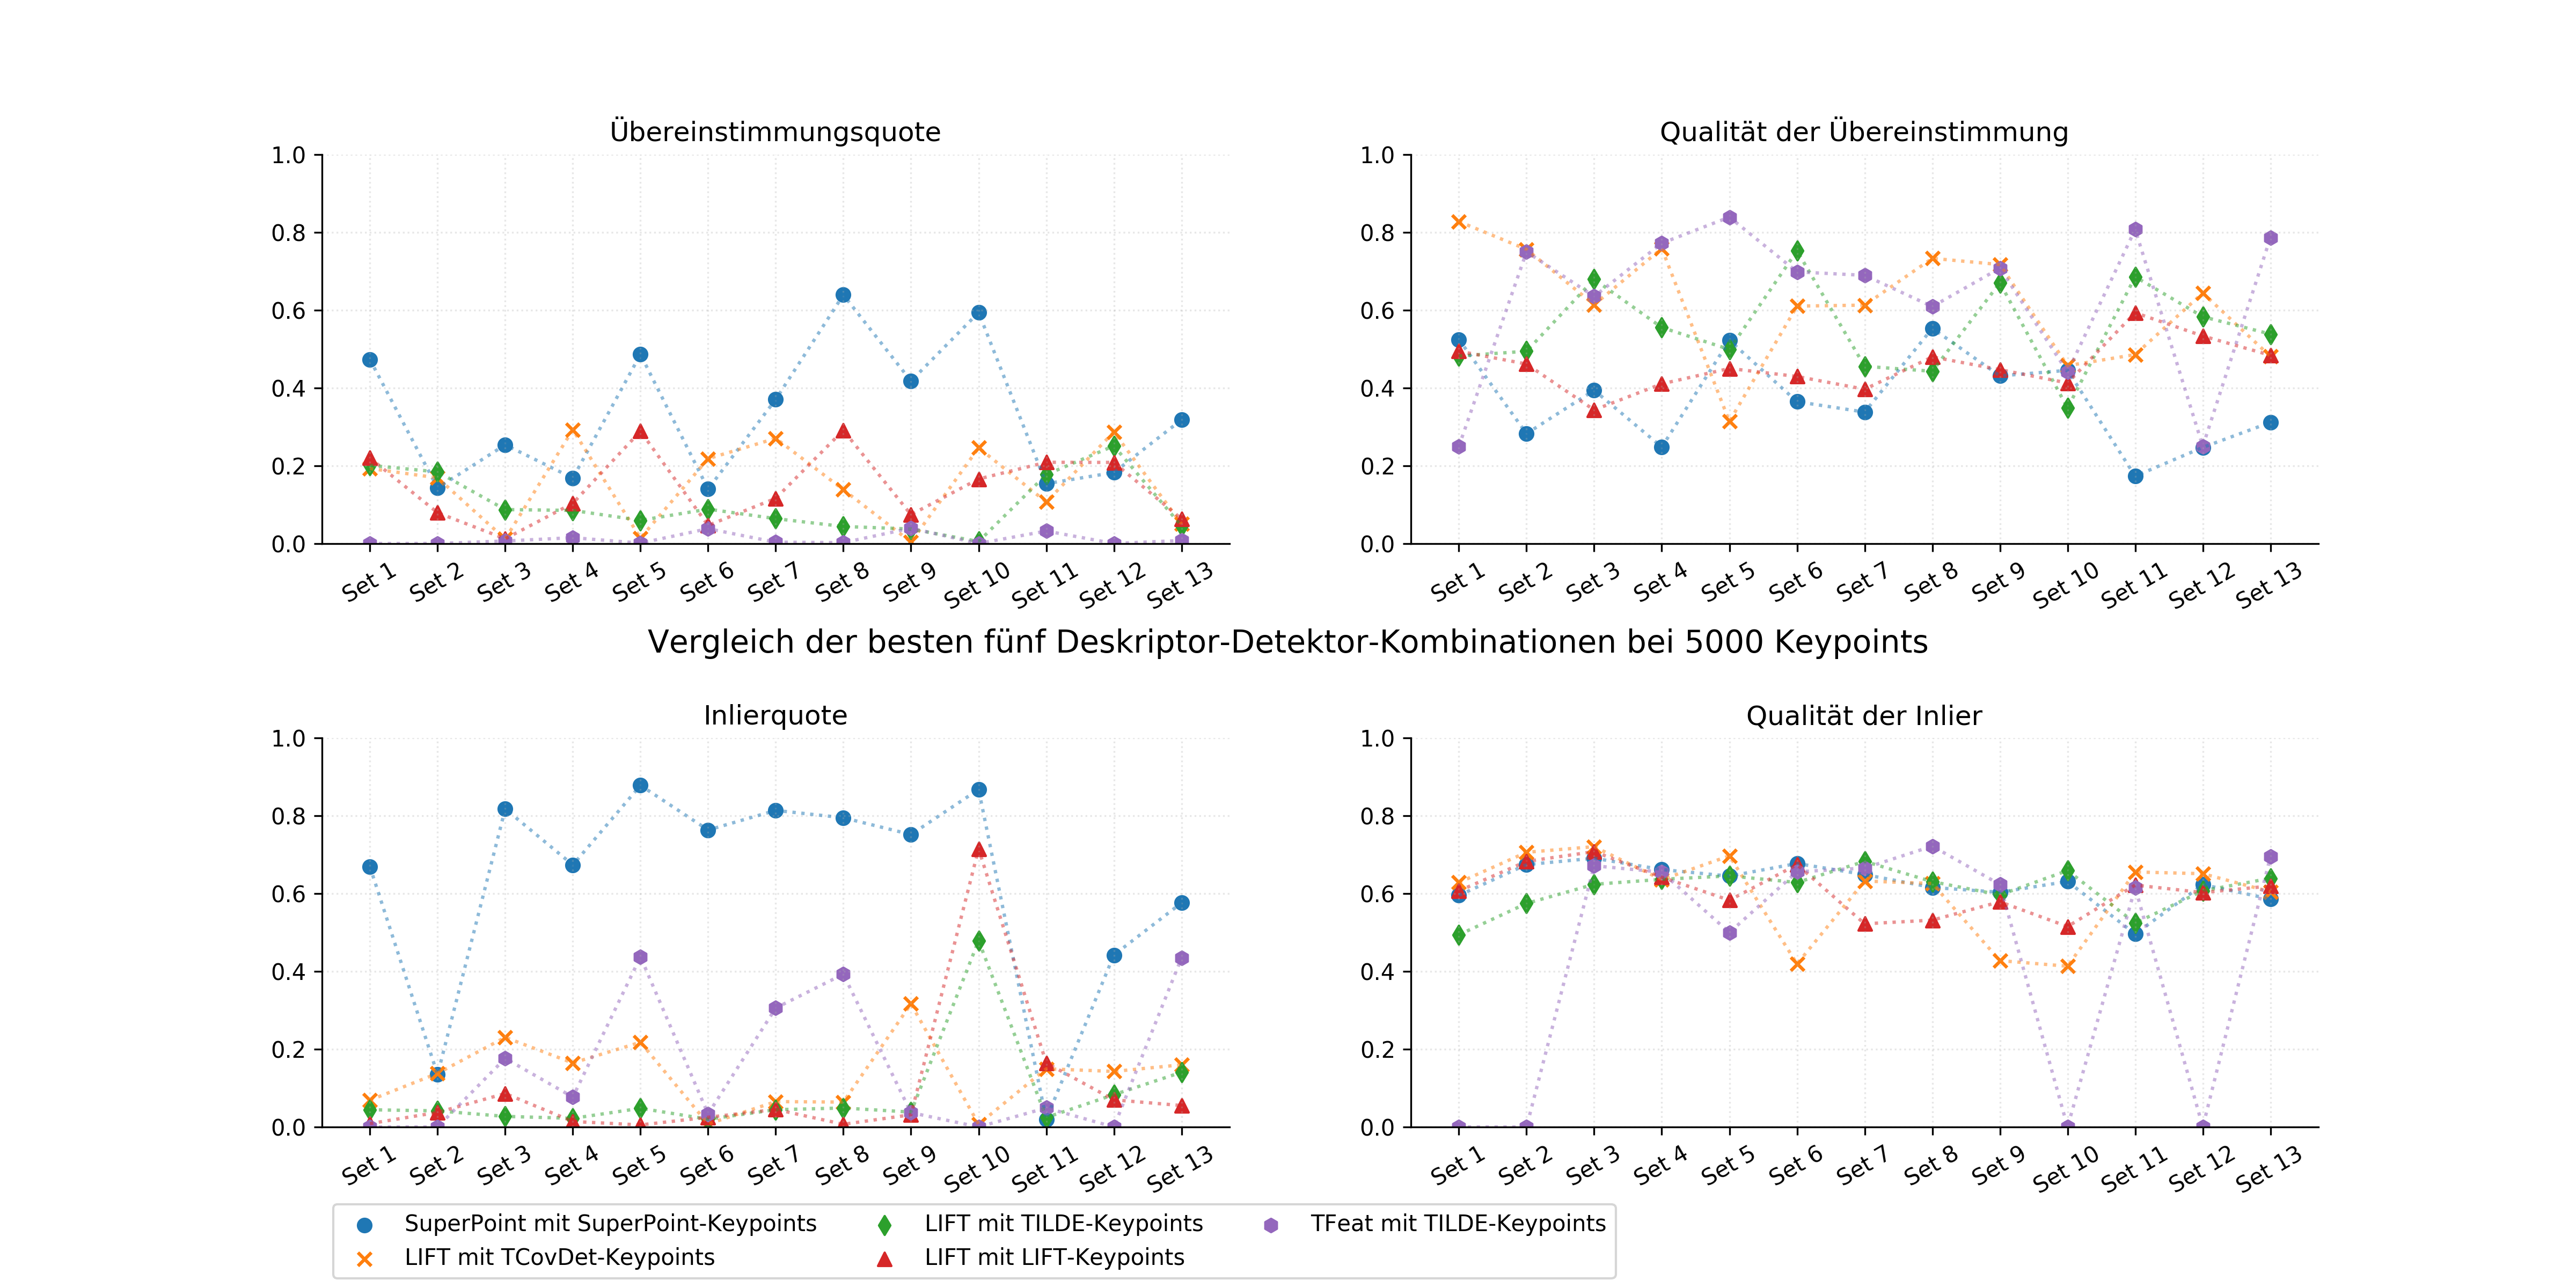 Übereinstimmungsquote
1.0
0.8
0.6
0.4
0.2
0.0
Set 1 Set 2 Set 3 Set 4 Set 5 Set 6 Set 7 Set 8 Set 9 Set 10 Set 11 Set 12 Set 13
Qualität der Übereinstimmung
1.0
0.8
0.6
0.4
0.2
0.0
Set 1 Set 2 Set 3 Set 4 Set 5 Set 6 Set 7 Set 8 Set 9 Set 10 Set 11 Set 12 Set 13
Vergleich der besten fünf Deskriptor-Detektor-Kombinationen bei 5000 Keypoints
Inlierquote
1.0
0.8
0.6
0.4
0.2
0.0
Set 1 Set 2 Set 3 Set 4 Set 5 Set 6 Set 7 Set 8 Set 9 Set 10 Set 11 Set 12 Set 13
Qualität der Inlier
1.0
0.8
0.6
0.4
0.2
0.0
Set 1 Set 2 Set 3 Set 4 Set 5 Set 6 Set 7 Set 8 Set 9 Set 10 Set 11 Set 12 Set 13
SuperPoint mit SuperPoint-Keypoints
LIFT mit TCovDet-Keypoints
LIFT mit TILDE-Keypoints
LIFT mit LIFT-Keypoints
TFeat mit TILDE-Keypoints